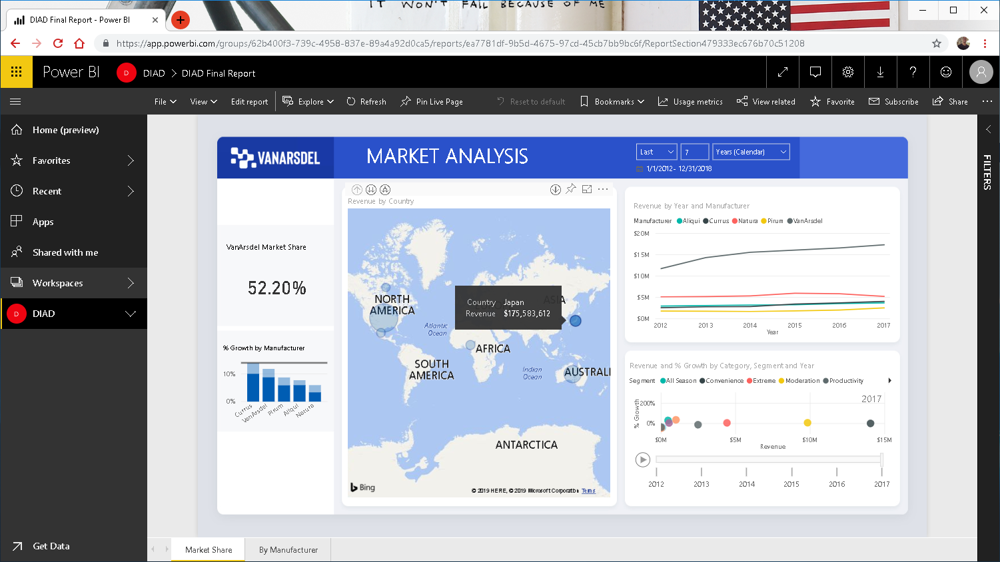 IT WON'T FAIL BECAUSE OF ME
DIAD Final Report - Power BI
https://app.powerbi.com/groups/62b400f3-739c-4958-837e-89a4a92d0ca5/reports/ea7781df-9b5d-4675-97cd-45cb7bb9bc6f/ReportSection479333ec676b70c51208
Power BI D DIAD > DIAD Final Report ?
File View Edit report Explore Refresh Pin Live Page Reset to default Bookmarks Usage metrics View related Favorite Subscribe Share ...
Home (preview)
Favorites
Recent
Apps
Shared with me
Workspaces
D DIAD
Get Data
VANARSDEL
MARKET ANALYSIS
Last 7 Years (Calendar)
1/1/2012 - 12/31/2018
FILTERS
VanArsdel Market Share
52.20%
% Growth by Manufacturer
10%
0%
Currus VanArsdel Pirum Aliqui Natura
Revenue by Country
NORTH AMERICA
Atlantic Ocean
ASIA
Country Japan
Revenue $175,583,612
AFRICA
SOUTH AMERICA
Indian Ocean
AUSTRALI
ANTARCTICA
Bing
© 2019 HERE, © 2019 Microsoft Corporation Terms
Revenue by Year and Manufacturer
Manufacturer Aliqui Currus Natura Pirum VanArsdel
$20M
$15M
$10M
$5M
$0M
2012 2013 2014 2015 2016 2017
Year
Revenue and % Growth by Category, Segment and Year
Segment All Season Convenience Extreme Moderation Productivity
2017
% Growth
200%
0%
$0M $5M $10M $15M
Revenue
2012 2013 2014 2015 2016 2017
Market Share By Manufacturer